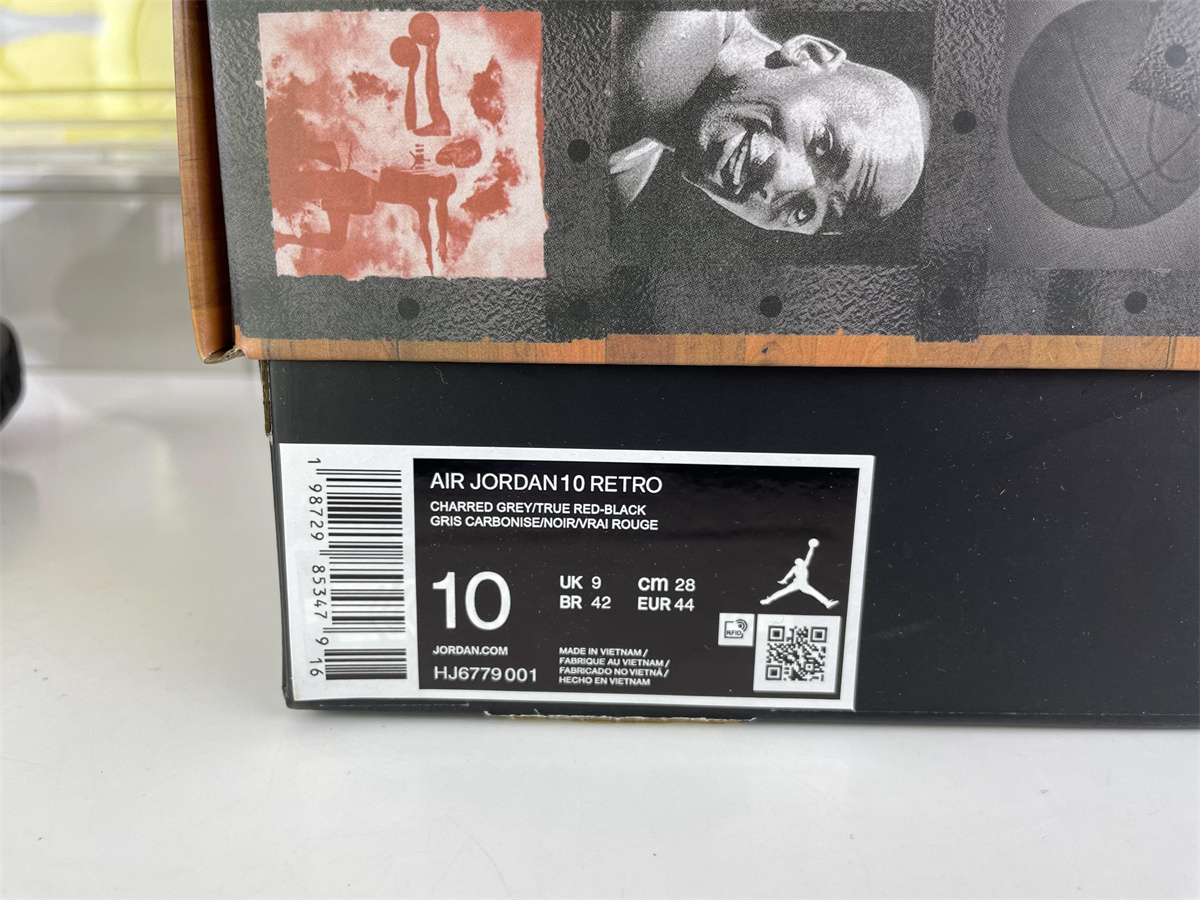 AIR JORDAN 10 RETRO
CHARRED GREY/TRUE RED-BLACK
GRIS CARBONISE/NOIR/VRAI ROUGE
10
UK 9 cm 28
BR 42 EUR 44
JORDAN.COM
HJ6779 001
MADE IN VIETNAM /
FABRIQUE AU VIETNAM /
FABRICADO NO VIETNÃ /
HECHO EN VIETNAM
RFID
1 98729 85347 9 16